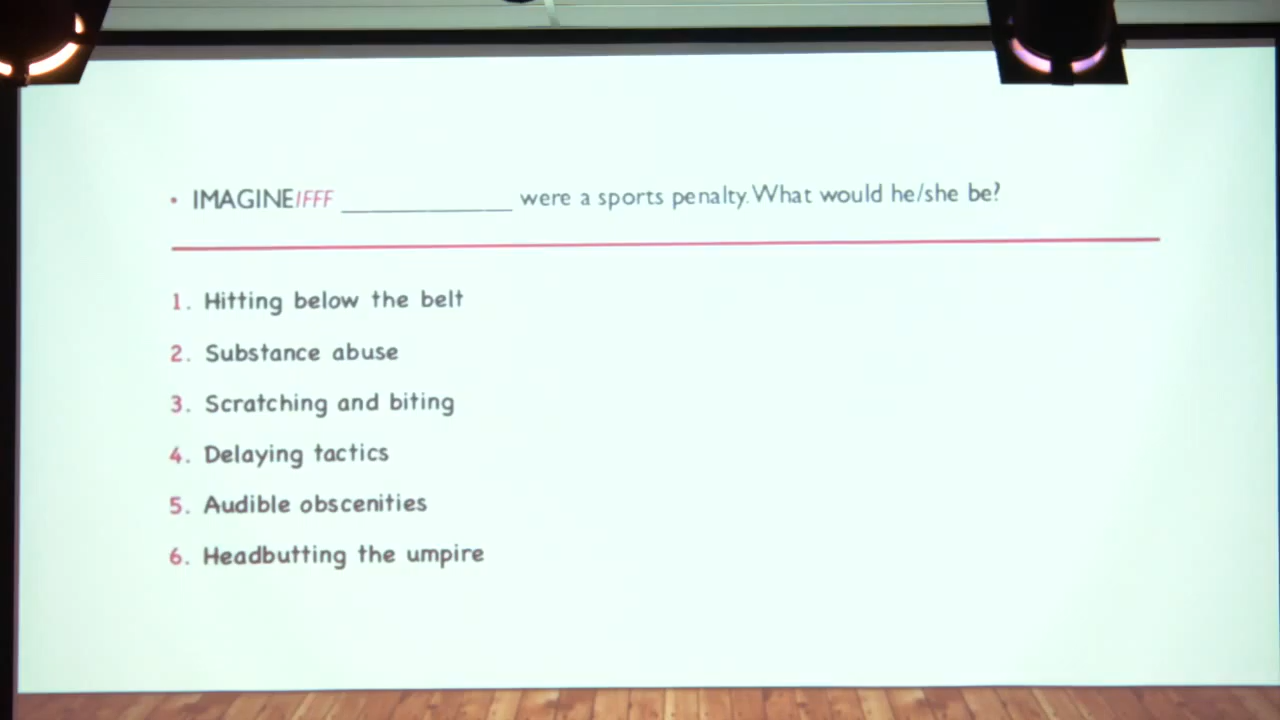 • IMAGINEIFFF ____________ were a sports penalty. What would he/she be?
1. Hitting below the belt
2. Substance abuse
3. Scratching and biting
4. Delaying tactics
5. Audible obscenities
6. Headbutting the umpire